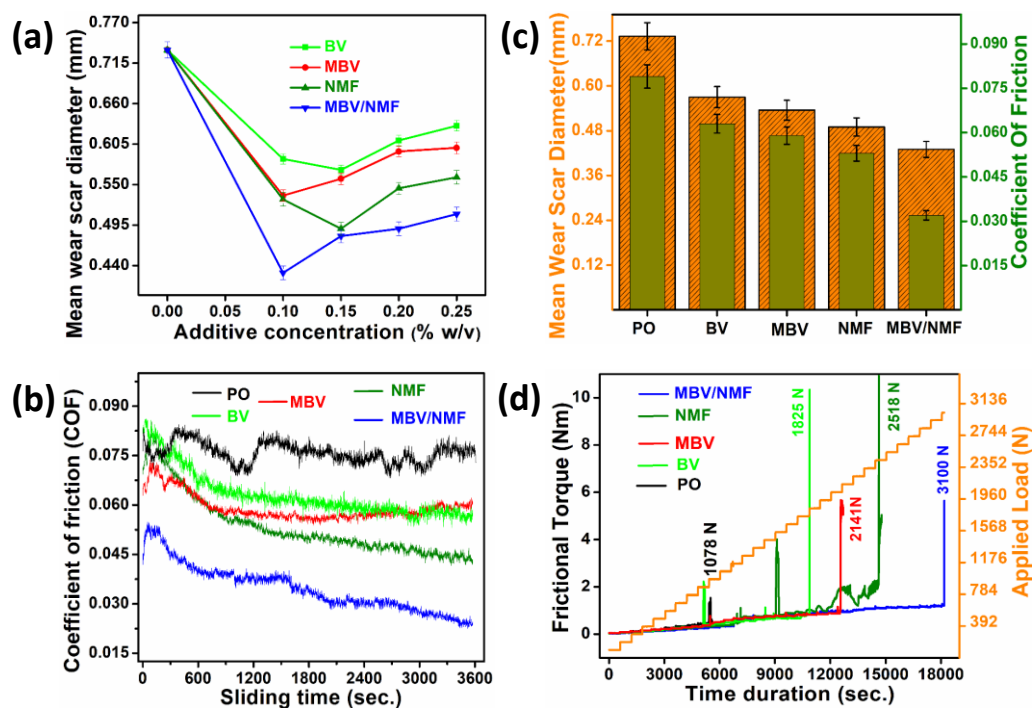 (a)
Mean wear scar diameter(mm)
0.770
0.715
0.660
0.605
0.550
0.495
0.440
BV
MBV
NMF
MBV/NMF
0.00 0.05 0.10 0.15 0.20 0.25
Additive concentration (% w/v)
(c)
Mean Wear Scar Diameter(mm)
0.72
0.60
0.48
0.36
0.24
0.12
PO BV MBV NMF MBV/NMF
0.090
0.075
0.060
0.045
0.030
0.015
Coefficient Of Friction
(b)
Coefficient of friction (COF)
0.090
0.075
0.060
0.045
0.030
0.015
PO
BV
MBV
NMF
MBV/NMF
0 600 1200 1800 2400 3000 3600
Sliding time (sec.)
(d)
Frictional Torque (Nm)
10
8
6
4
2
0
MBV/NMF
NMF
MBV
BV
PO
1078 N
1825 N
2141N
2518 N
3100 N
0 3000 6000 9000 12000 15000 18000
Time duration (sec.)
3136
2744
2352
1960
1568
1176
784
392
Applied Load (N)